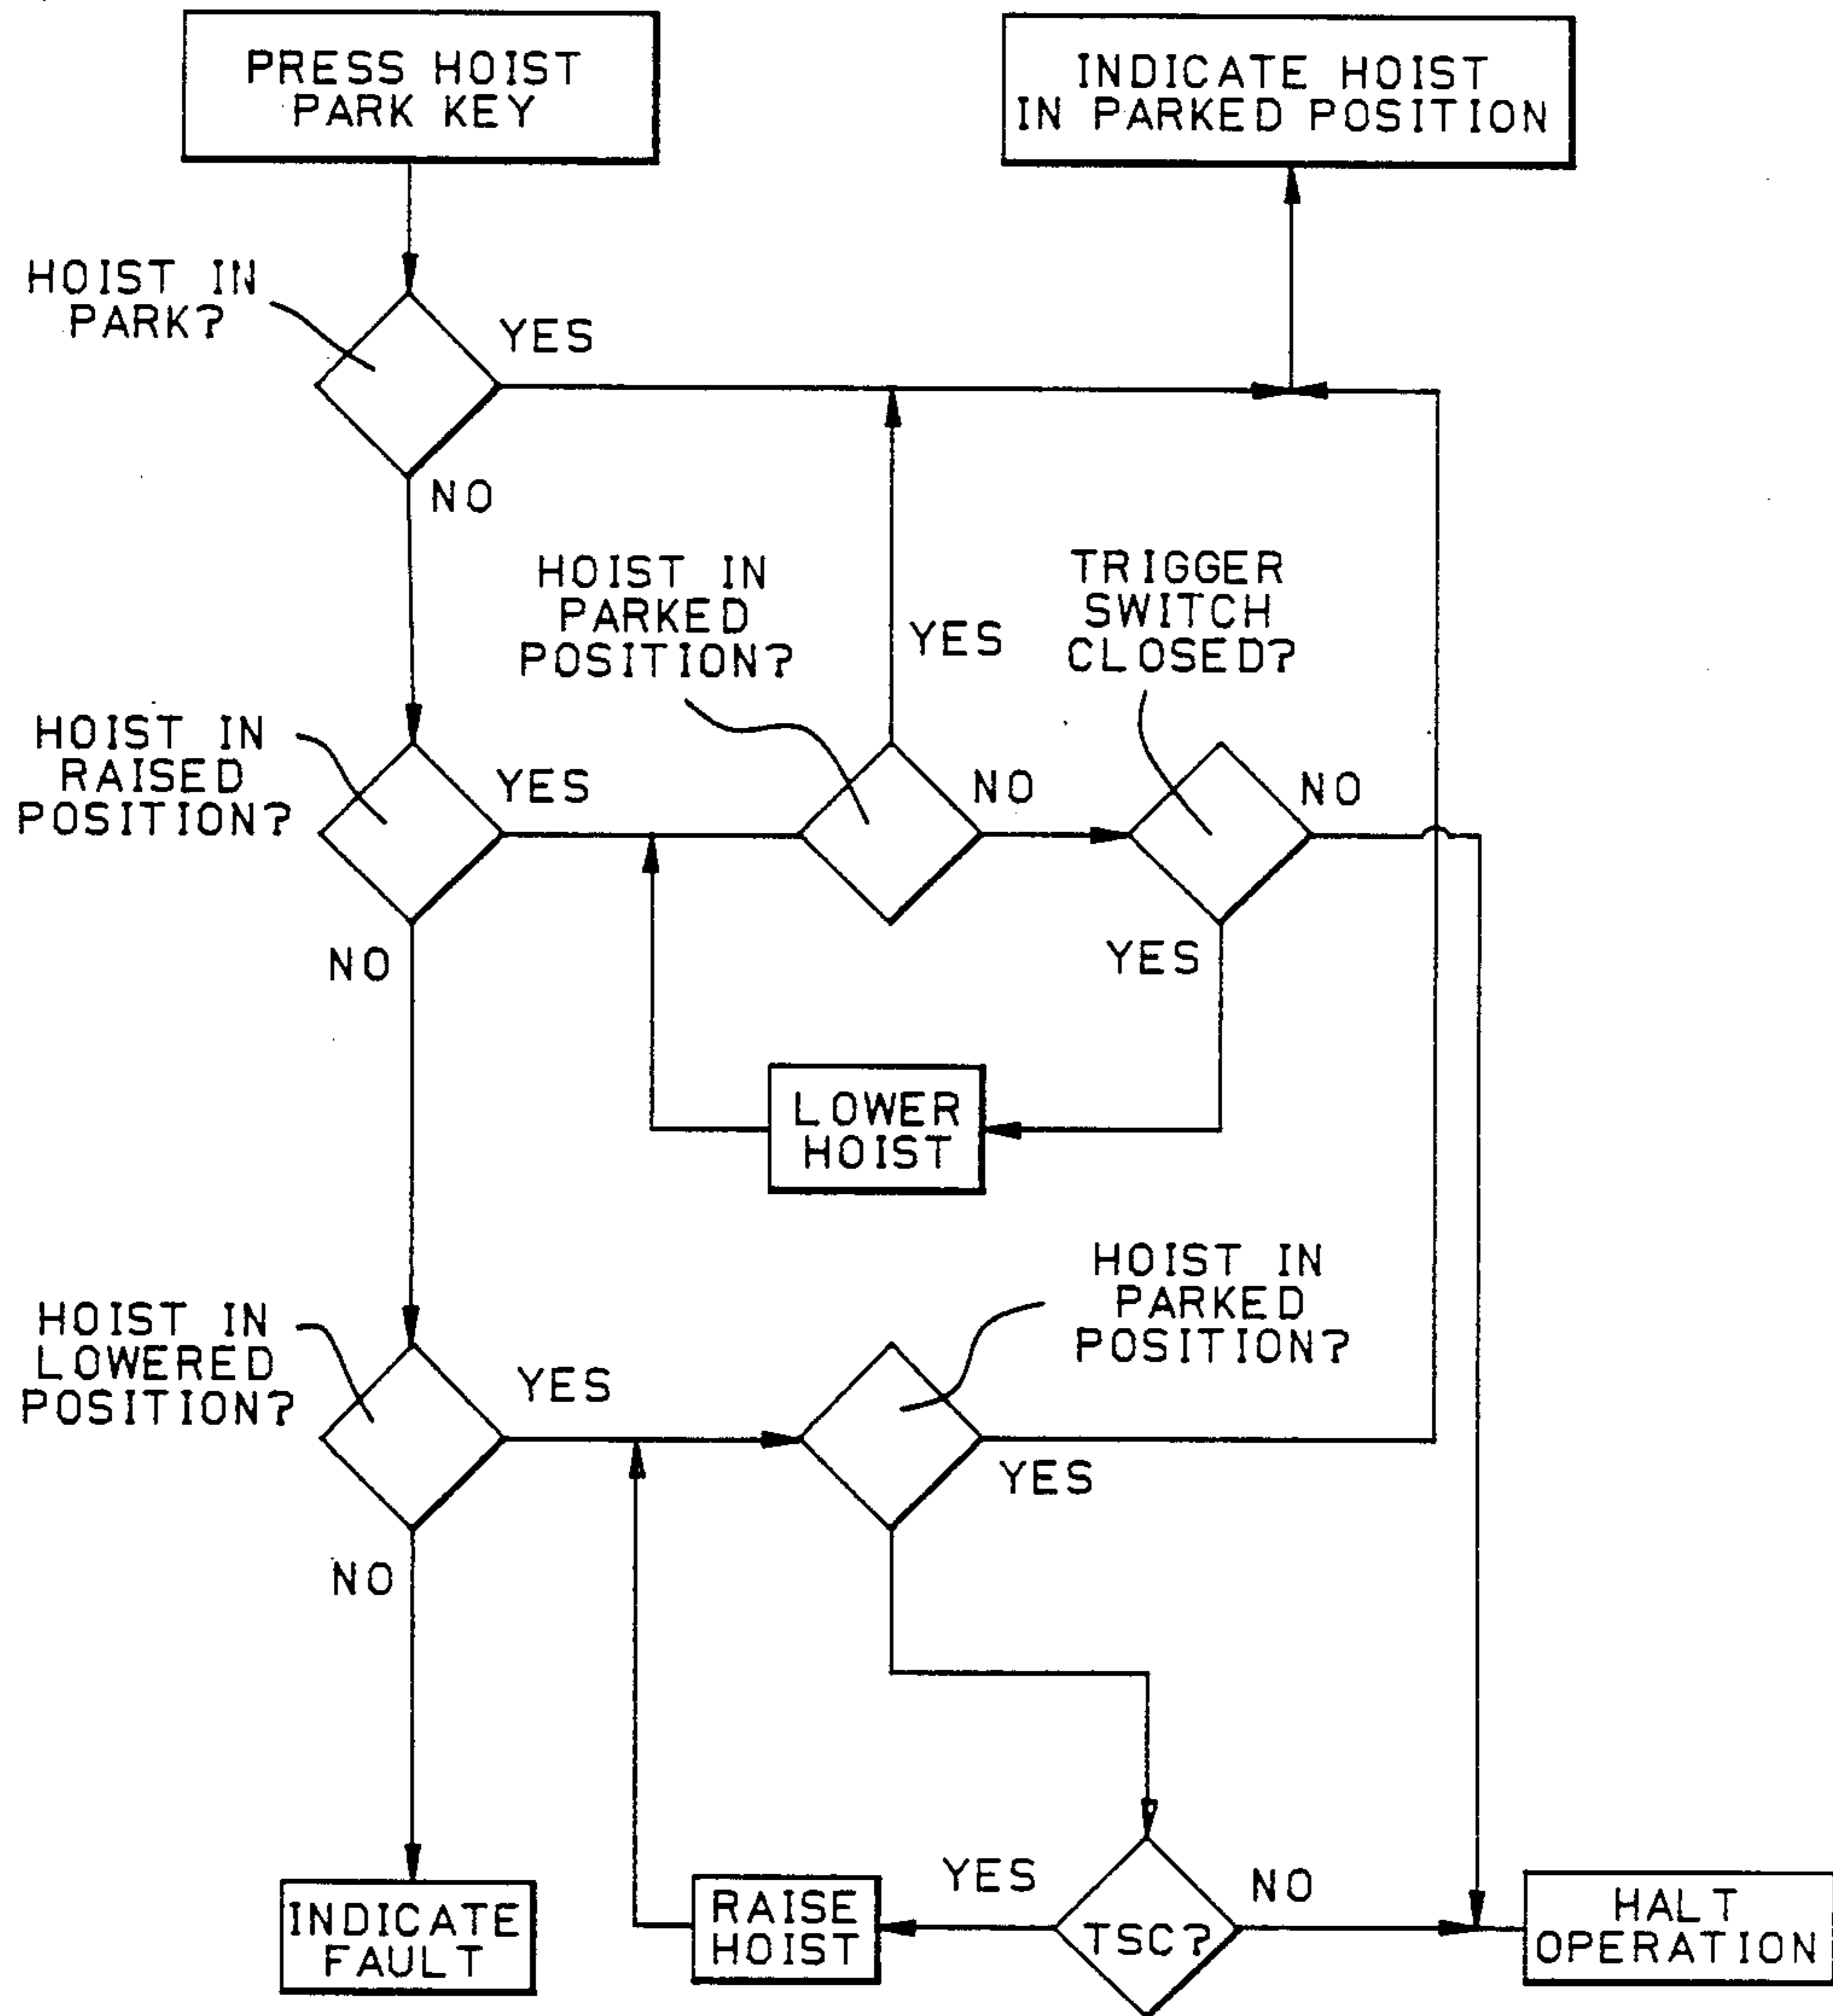 PRESS HOIST
PARK KEY
INDICATE HOIST
IN PARKED POSITION
HOIST IN
PARK?
YES
NO
HOIST IN
PARKED
POSITION?
YES
TRIGGER
SWITCH
CLOSED?
HOIST IN
RAISED
POSITION?
YES
NO
NO
NO
YES
LOWER
HOIST
HOIST IN
PARKED
POSITION?
HOIST IN
LOWERED
POSITION?
YES
YES
NO
INDICATE
FAULT
RAISE
HOIST
YES
TSC?
NO
HALT
OPERATION